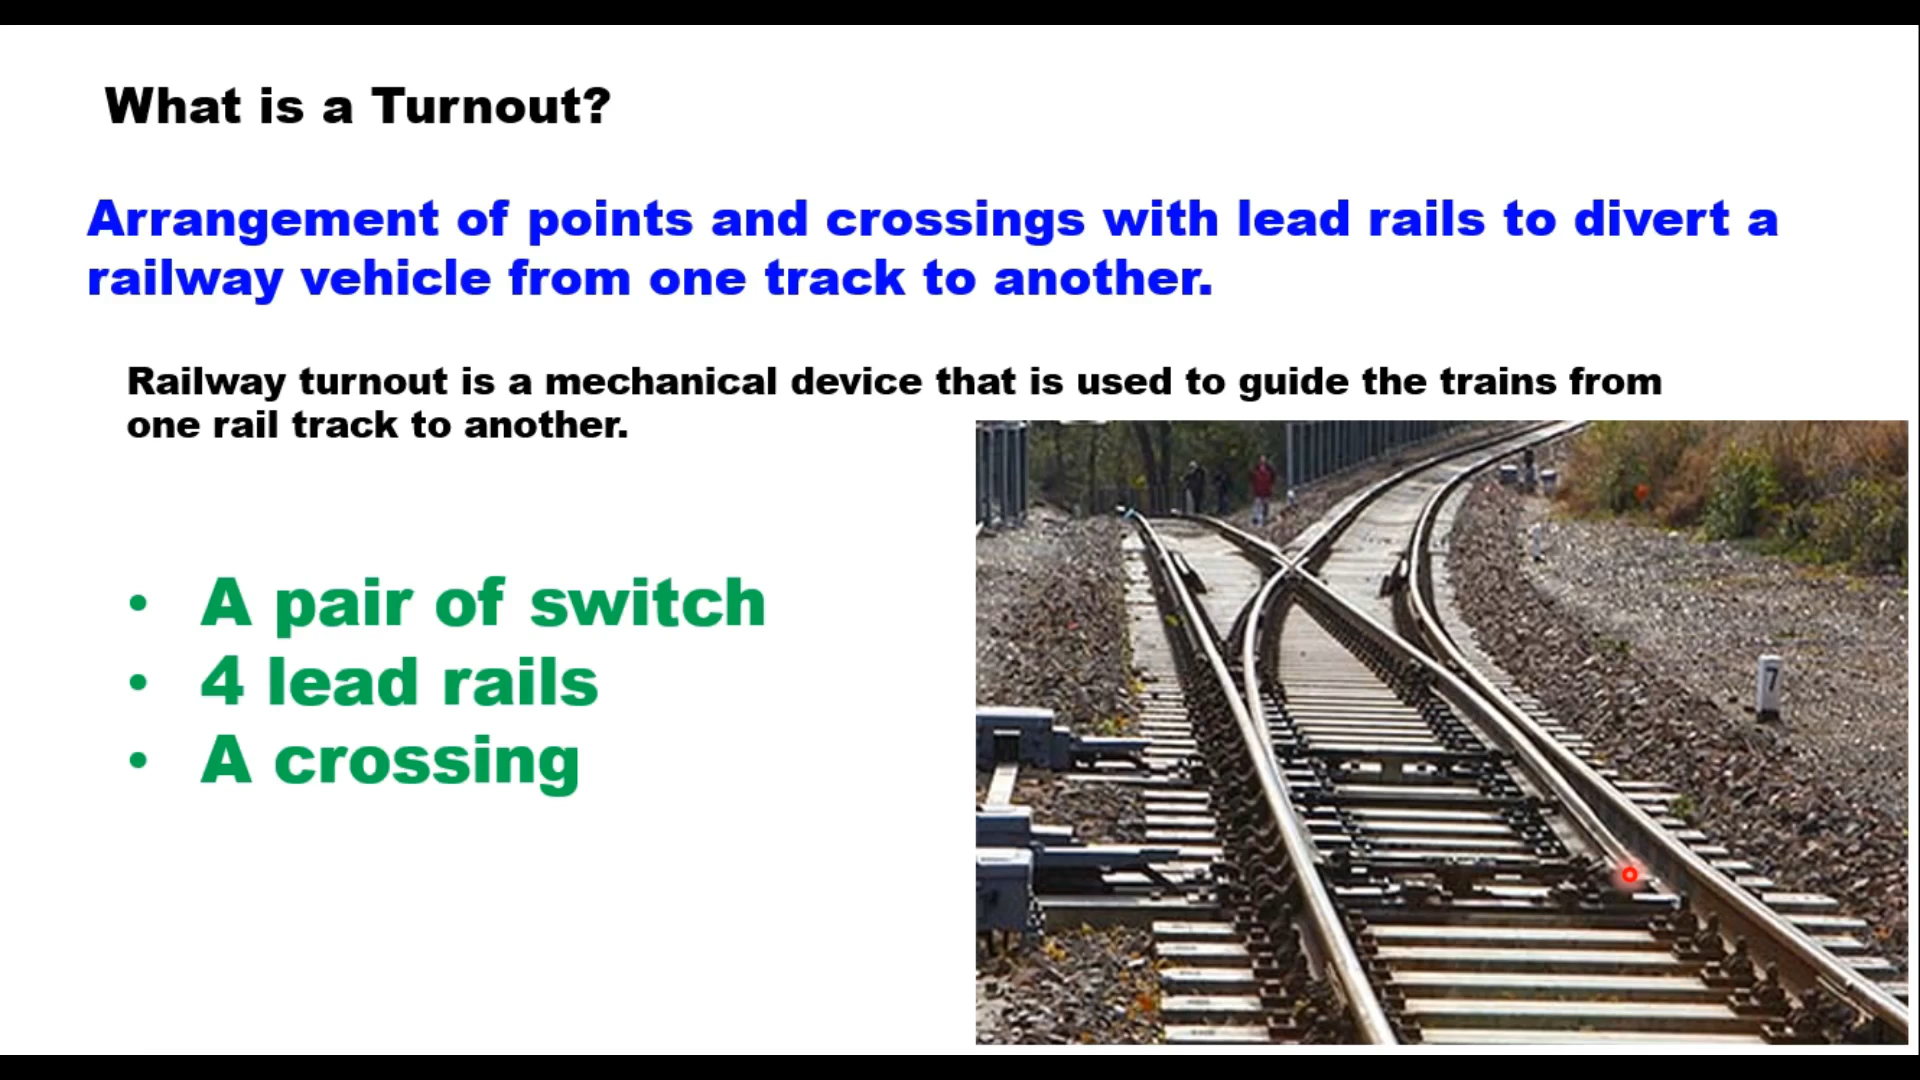 What is a Turnout?
Arrangement of points and crossings with lead rails to divert a
railway vehicle from one track to another.
Railway turnout is a mechanical device that is used to guide the trains from
one rail track to another.
• A pair of switch
• 4 lead rails
• A crossing
7